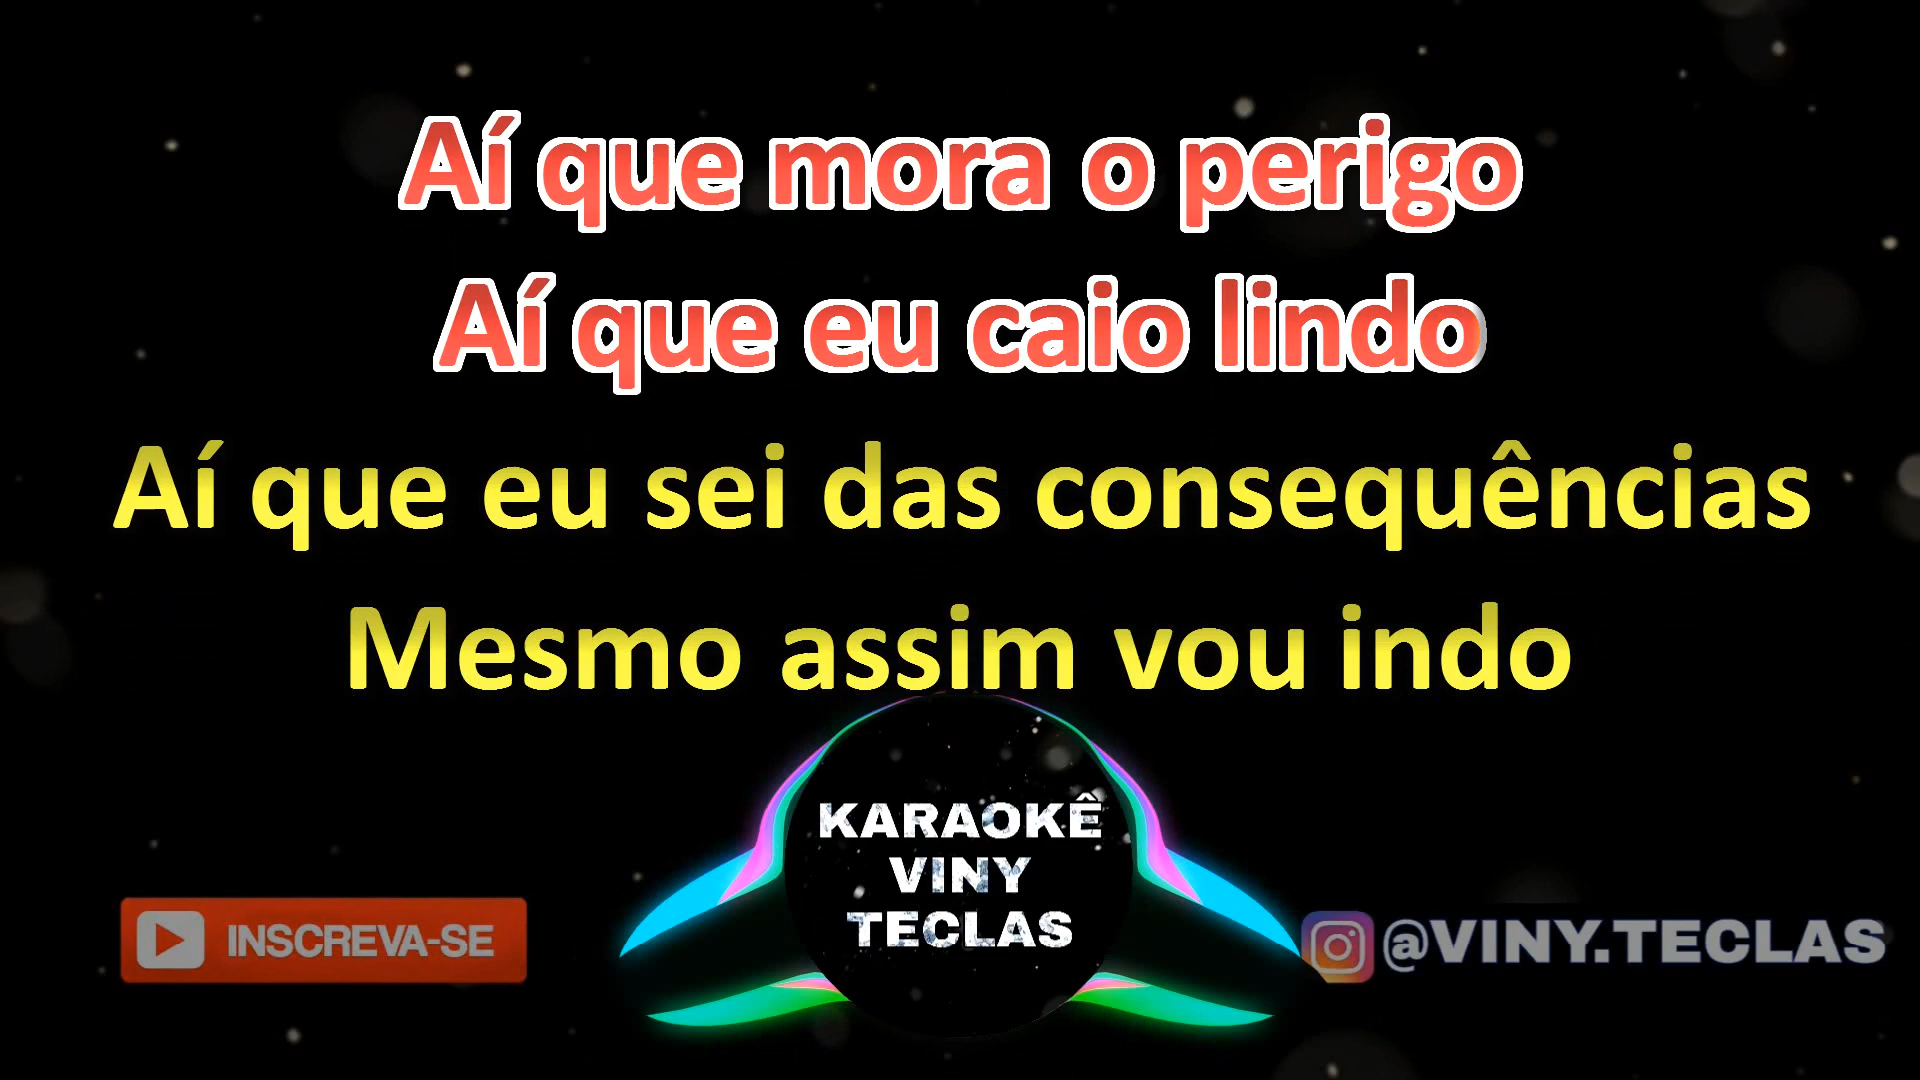 Aí que mora o perigo
Aí que eu caio lindo
Aí que eu sei das consequências
Mesmo assim vou indo
KARAOKÊ
VINY
TECLAS
INSCREVA-SE
@VINY.TECLAS